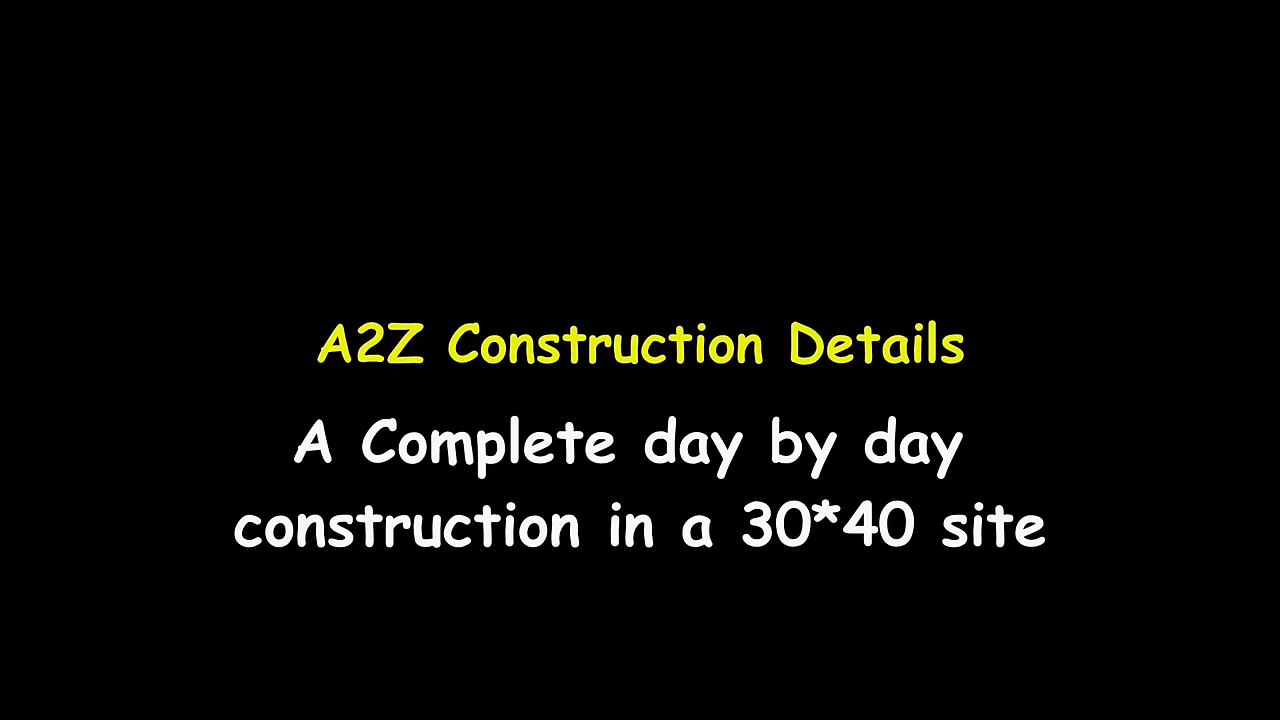 A2Z Construction Details
A Complete day by day
construction in a 30*40 site